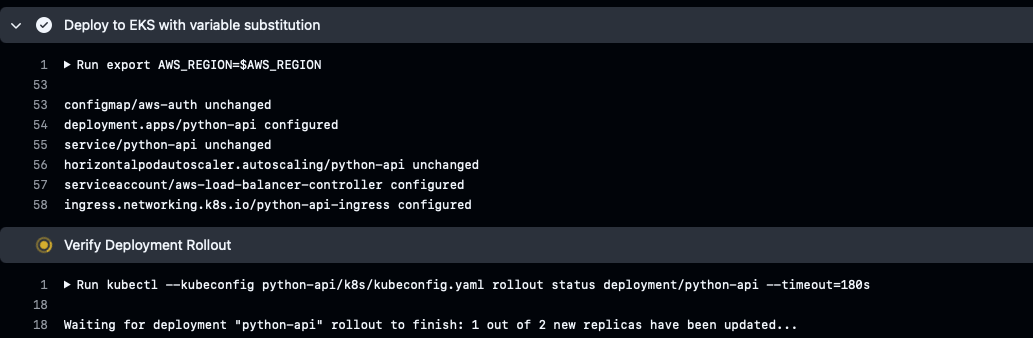 Deploy to EKS with variable substitution
1 Run export AWS_REGION=$AWS_REGION
53
53 configmap/aws-auth unchanged
54 deployment.apps/python-api configured
55 service/python-api unchanged
56 horizontalpodautoscaler.autoscaling/python-api unchanged
57 serviceaccount/aws-load-balancer-controller configured
58 ingress.networking.k8s.io/python-api-ingress configured
Verify Deployment Rollout
1 Run kubectl --kubeconfig python-api/k8s/kubeconfig.yaml rollout status deployment/python-api --timeout=180s
18
18 Waiting for deployment "python-api" rollout to finish: 1 out of 2 new replicas have been updated...